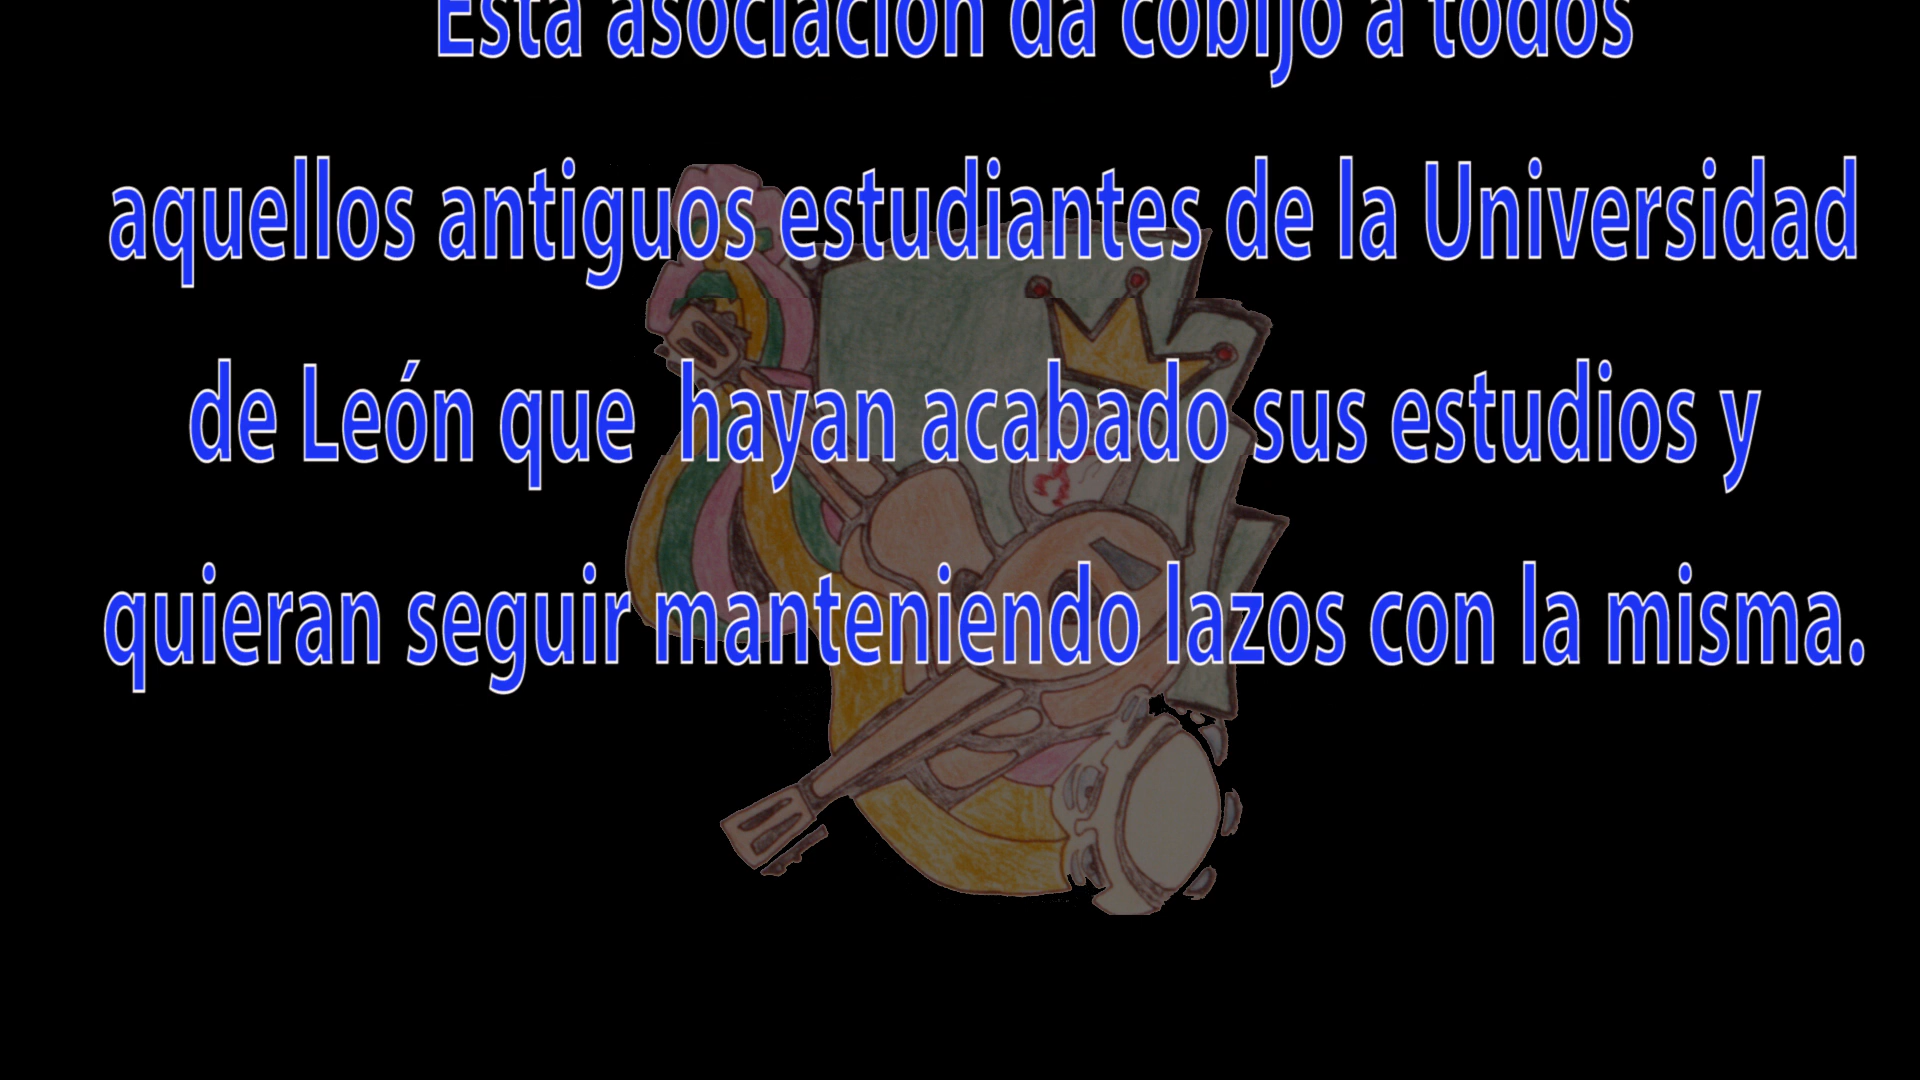 Esta asociación da cobijo a todos
aquellos antiguos estudiantes de la Universidad
de León que  hayan acabado sus estudios y
quieran seguir manteniendo lazos con la misma.